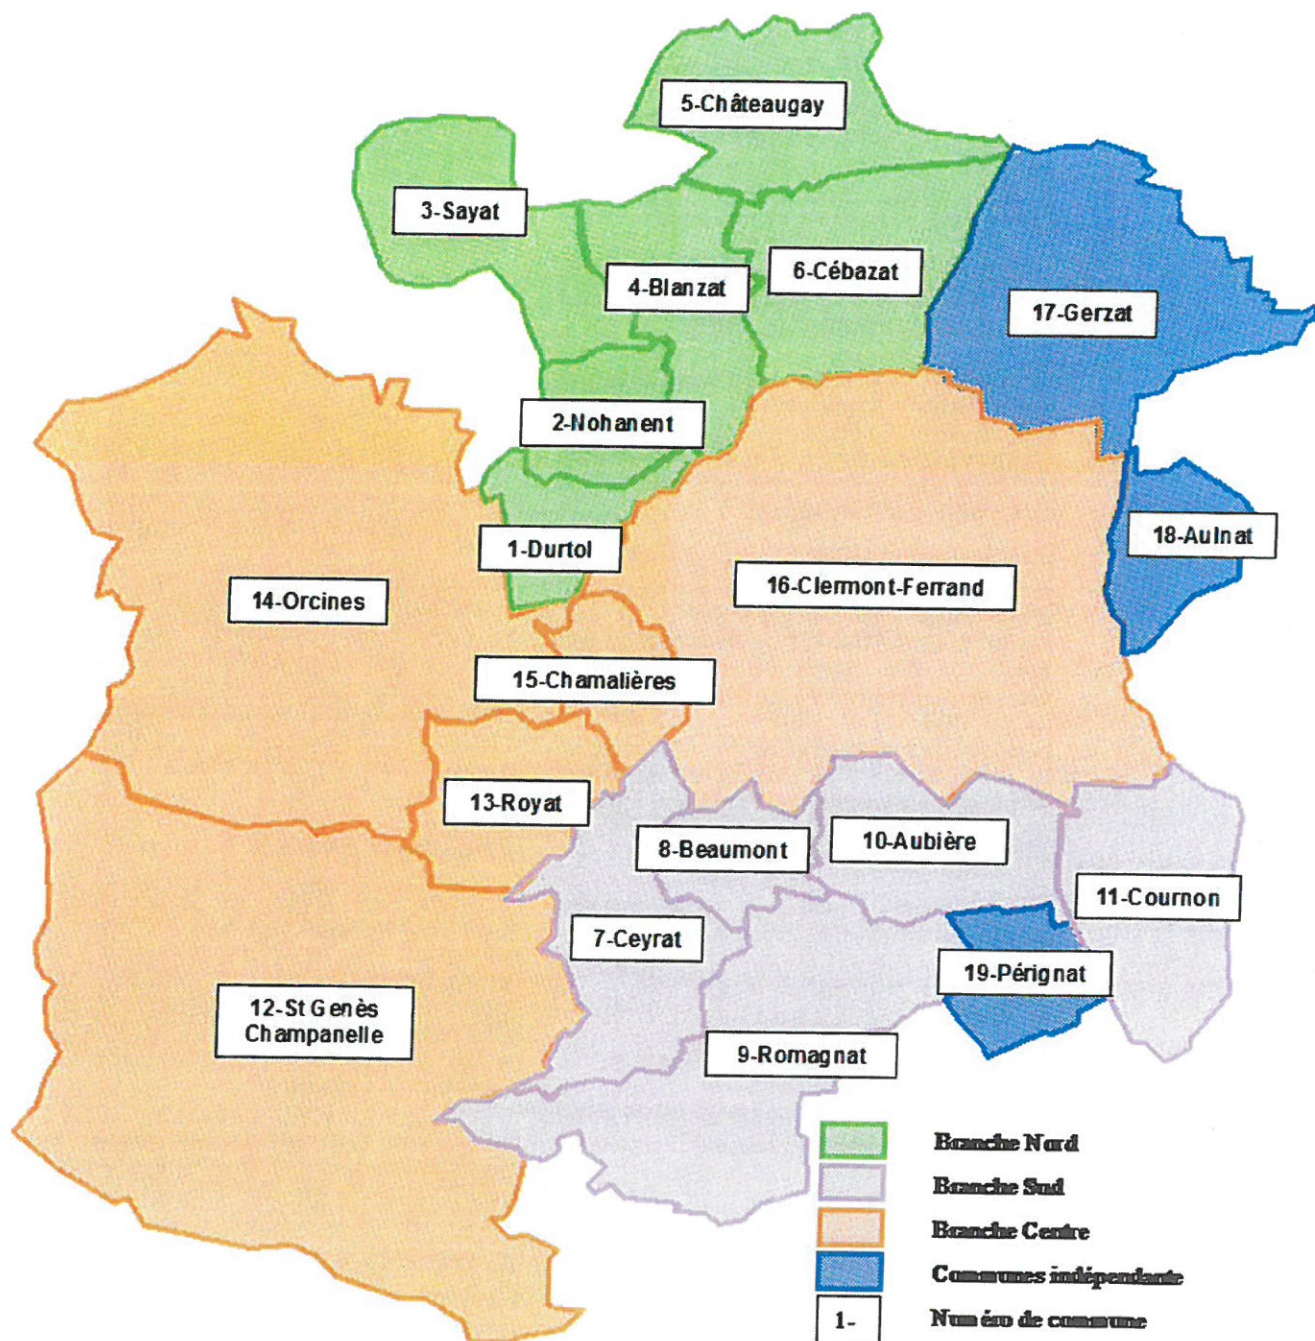 5-Châteaugay
3-Sayat
4-Blanzat
6-Cébazat
17-Gerzat
2-Nohanent
1-Durtol
18-Aulnat
14-Orcines
16-Clermont-Ferrand
15-Chamalières
13-Royat
8-Beaumont
10-Aubière
11-Cournon
7-Ceyrat
19-Pérignat
12-St Genès
Champanelle
9-Romagnat
Branche Nord
Branche Sud
Branche Centre
Communes indépendante
1- Numéro de commune